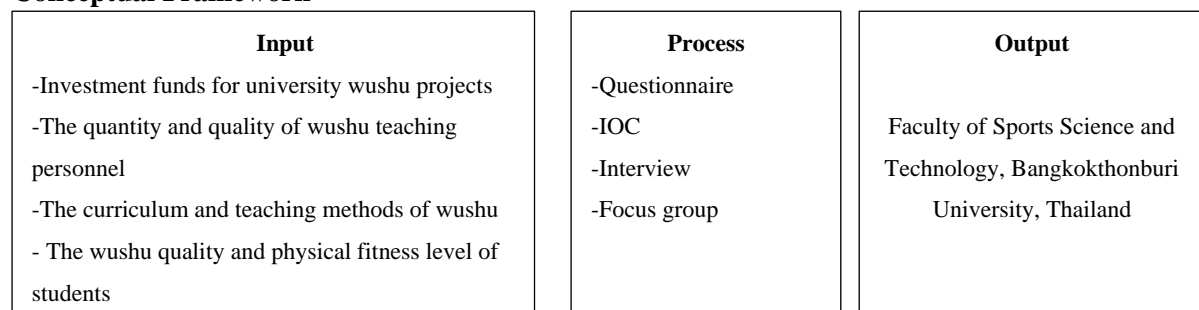 Conceptual Framework
Input
-Investment funds for university wushu projects
-The quantity and quality of wushu teaching
personnel
-The curriculum and teaching methods of wushu
- The wushu quality and physical fitness level of
students
Process
-Questionnaire
-IOC
-Interview
-Focus group
Output
Faculty of Sports Science and
Technology, Bangkokthonburi
University, Thailand